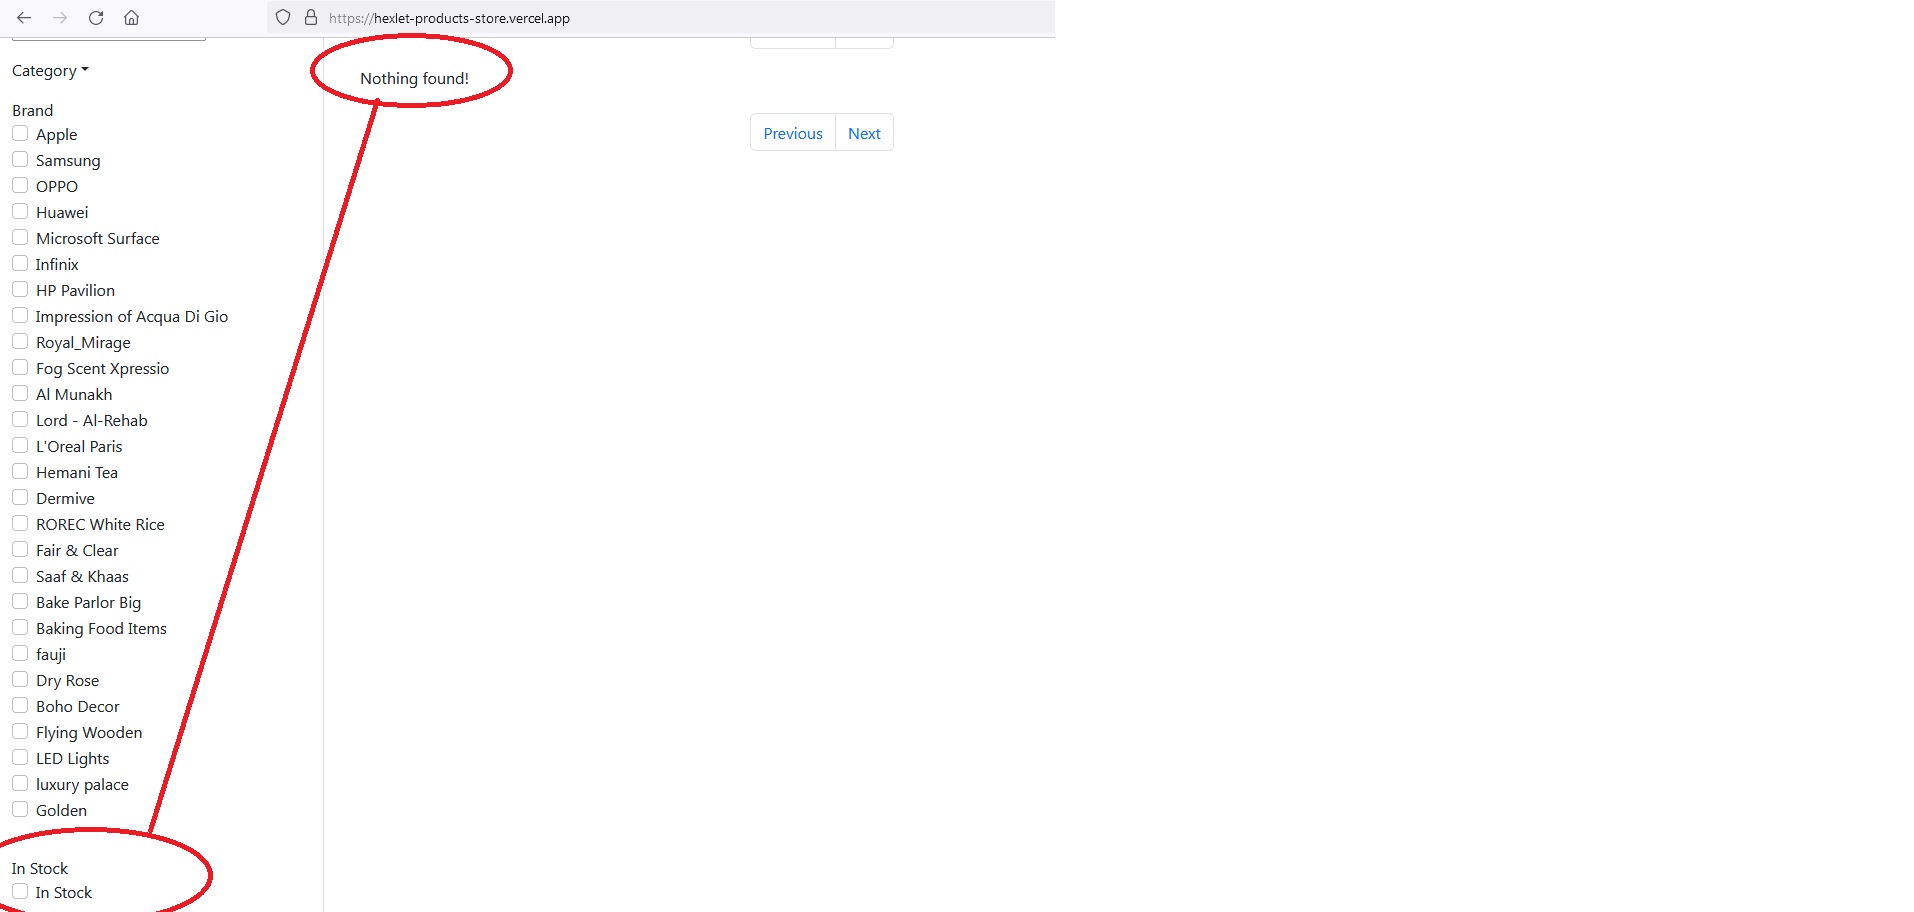 https://hexlet-products-store.vercel.app
Category
Brand
Apple
Samsung
OPPO
Huawei
Microsoft Surface
Infinix
HP Pavilion
Impression of Acqua Di Gio
Royal_Mirage
Fog Scent Xpressio
Al Munakh
Lord - Al-Rehab
L'Oreal Paris
Hemani Tea
Dermive
ROREC White Rice
Fair & Clear
Saaf & Khaas
Bake Parlor Big
Baking Food Items
fauji
Dry Rose
Boho Decor
Flying Wooden
LED Lights
luxury palace
Golden
In Stock
In Stock
Nothing found!
Previous Next